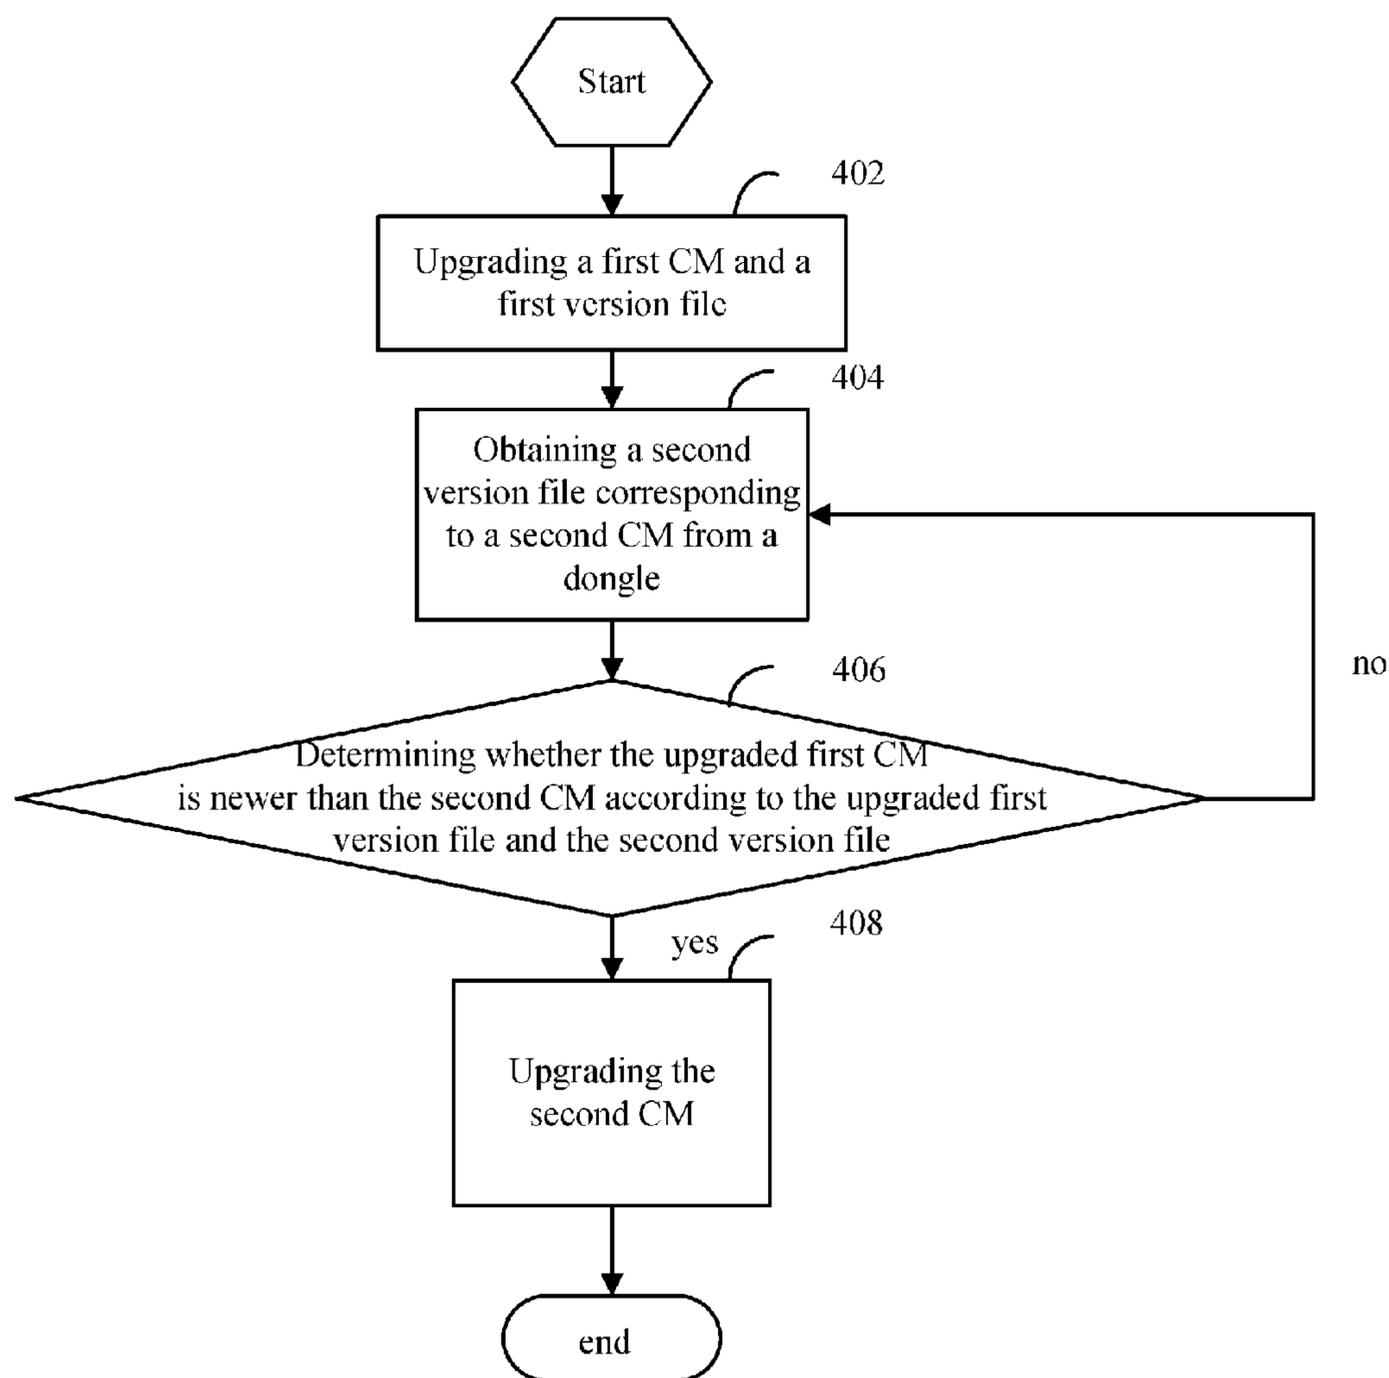 Start
402
Upgrading a first CM and a
first version file
404
Obtaining a second
version file corresponding
to a second CM from a
dongle
406
no
Determining whether the upgraded first CM
is newer than the second CM according to the upgraded first
version file and the second version file
408
yes
Upgrading the
second CM
end